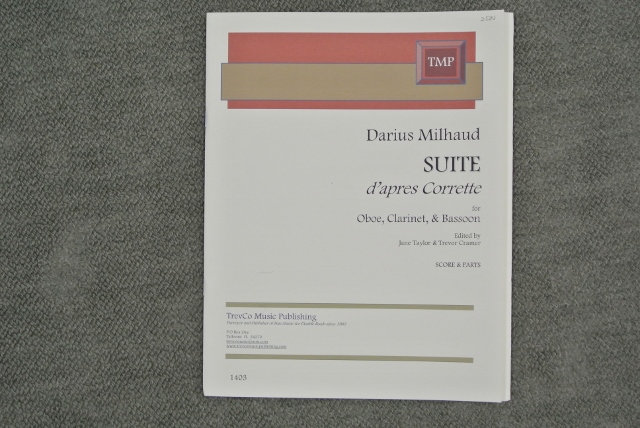 TMP
Darius Milhaud
SUITE
d'apres Corrette
for
Oboe, Clarinet, & Bassoon
Edited by
Jane Taylor & Trevor Cramer
SCORE & PARTS
TrevCo Music Publishing
1403